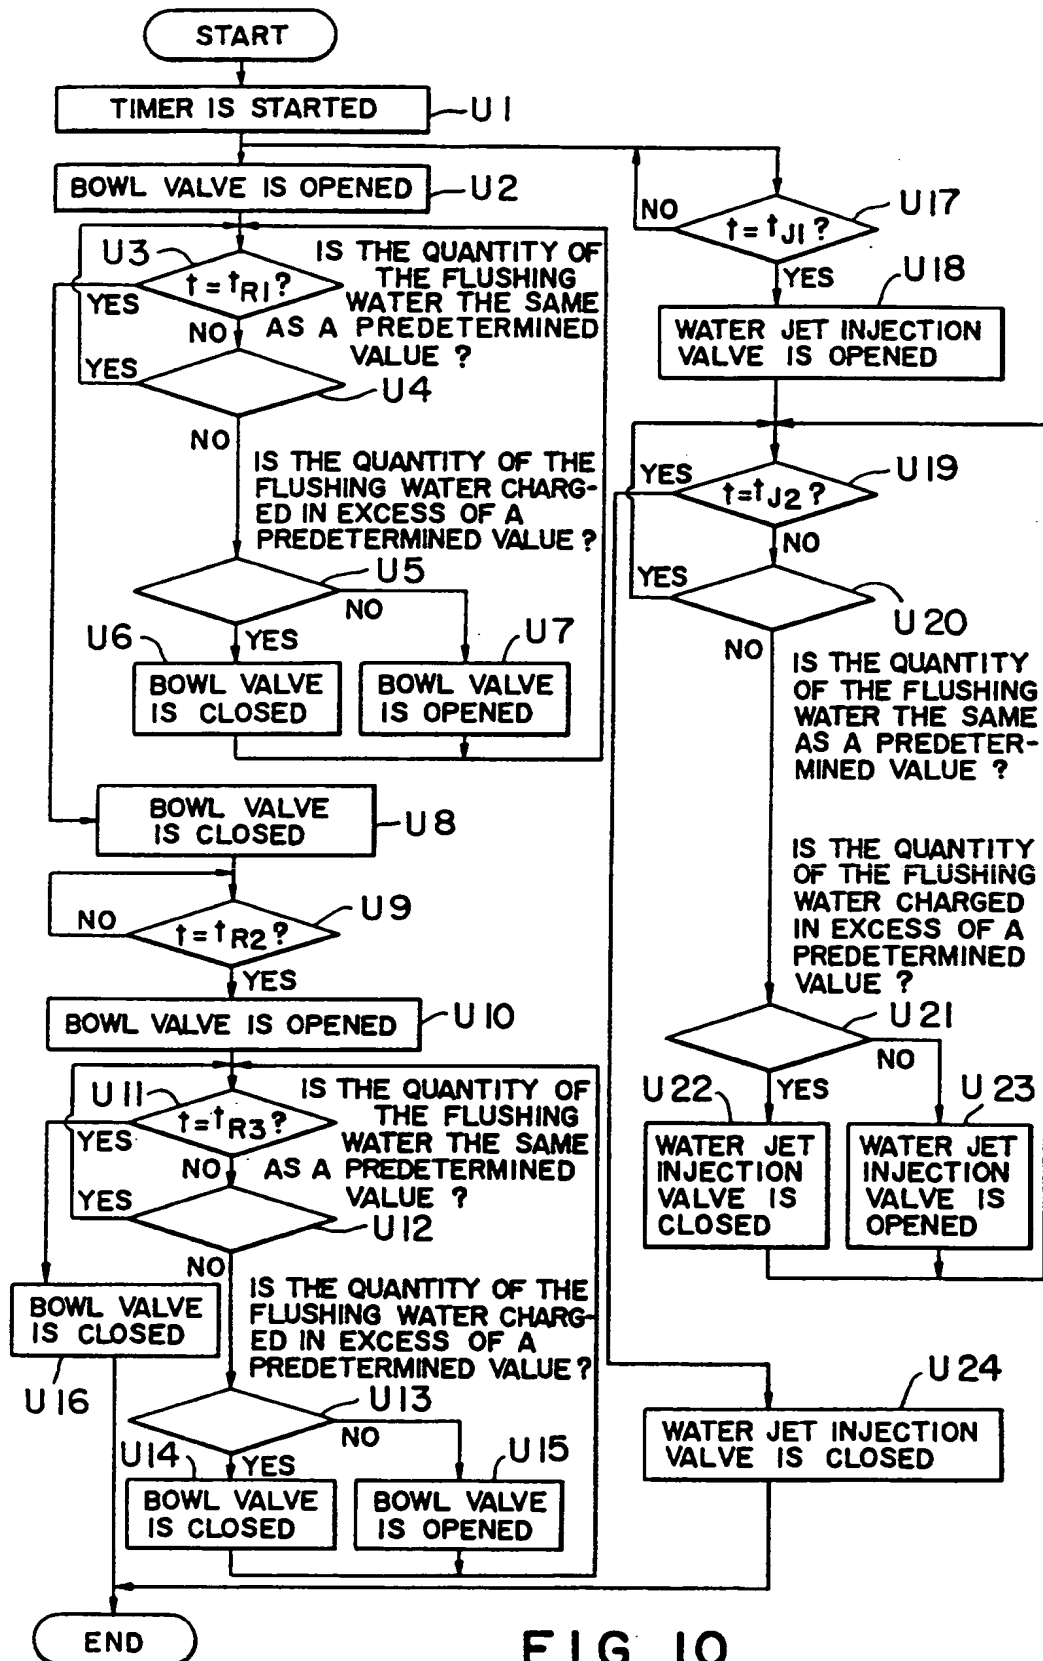 START
TIMER IS STARTED
U1
BOWL VALVE IS OPENED
U2
U3
t=tR1?
YES
NO
IS THE QUANTITY OF
THE FLUSHING
WATER THE SAME
AS A PREDETERMINED
VALUE ?
YES
U4
NO
IS THE QUANTITY OF THE
FLUSHING WATER CHARG-
ED IN EXCESS OF A
PREDETERMINED VALUE ?
U5
NO
YES
U6
BOWL VALVE
IS CLOSED
U7
BOWL VALVE
IS OPENED
BOWL VALVE
IS CLOSED
U8
U9
NO
t=tR2?
YES
BOWL VALVE IS OPENED
U10
U11
t=tR3?
YES
NO
IS THE QUANTITY OF
THE FLUSHING
WATER THE SAME
AS A PREDETERMINED
VALUE ?
YES
U12
NO
IS THE QUANTITY OF THE
FLUSHING WATER CHARG-
ED IN EXCESS OF A
PREDETERMINED VALUE?
BOWL VALVE
IS CLOSED
U16
U13
NO
YES
U14
BOWL VALVE
IS CLOSED
U15
BOWL VALVE
IS OPENED
END
U17
NO
t=tJ1?
YES
U18
WATER JET INJECTION
VALVE IS OPENED
YES
U19
t=tJ2?
NO
YES
U20
NO
IS THE QUANTITY
OF THE FLUSHING
WATER THE SAME
AS A PREDETER-
MINED VALUE ?
IS THE QUANTITY
OF THE FLUSHING
WATER CHARGED
IN EXCESS OF A
PREDETERMINED
VALUE ?
U21
NO
YES
U22
WATER JET
INJECTION
VALVE IS
CLOSED
U23
WATER JET
INJECTION
VALVE IS
OPENED
U24
WATER JET INJECTION
VALVE IS CLOSED
FIG 10